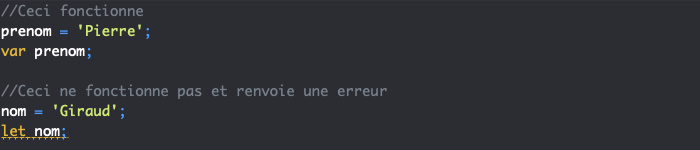 //Ceci fonctionne
prenom = 'Pierre';
var prenom;
//Ceci ne fonctionne pas et renvoie une erreur
nom = 'Giraud';
let nom;